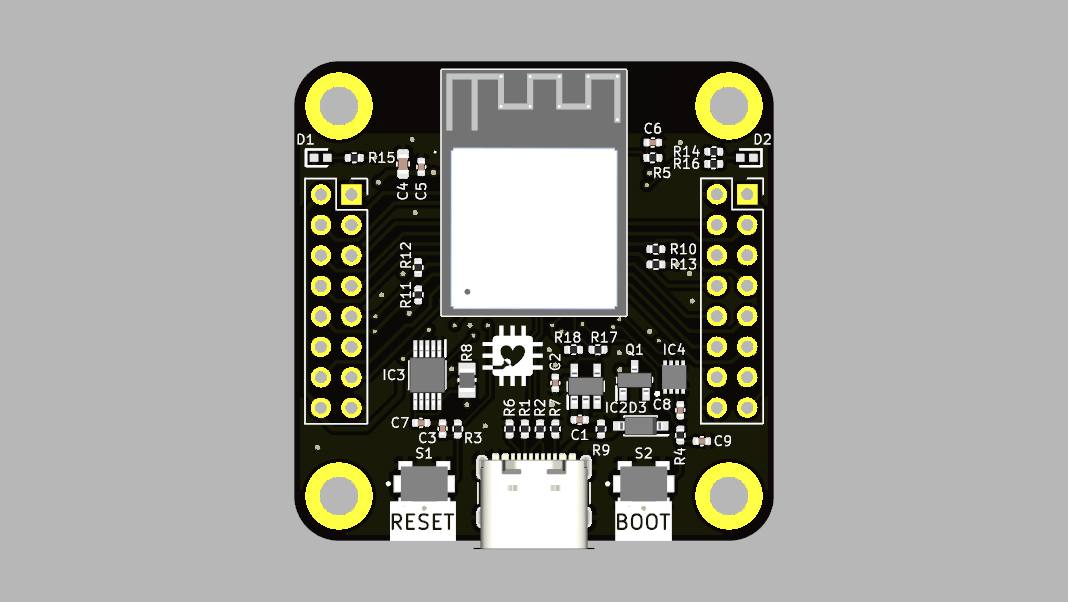 D1
D2
C6
R15
R14
R16
R5
C4
C5
R12
R10
R13
R11
R18
R17
R8
C2
Q1
IC4
IC3
R6
R1
R2
R7
IC2
D3
C8
C7
C3
R3
C1
R9
R4
C9
S1
S2
RESET
BOOT